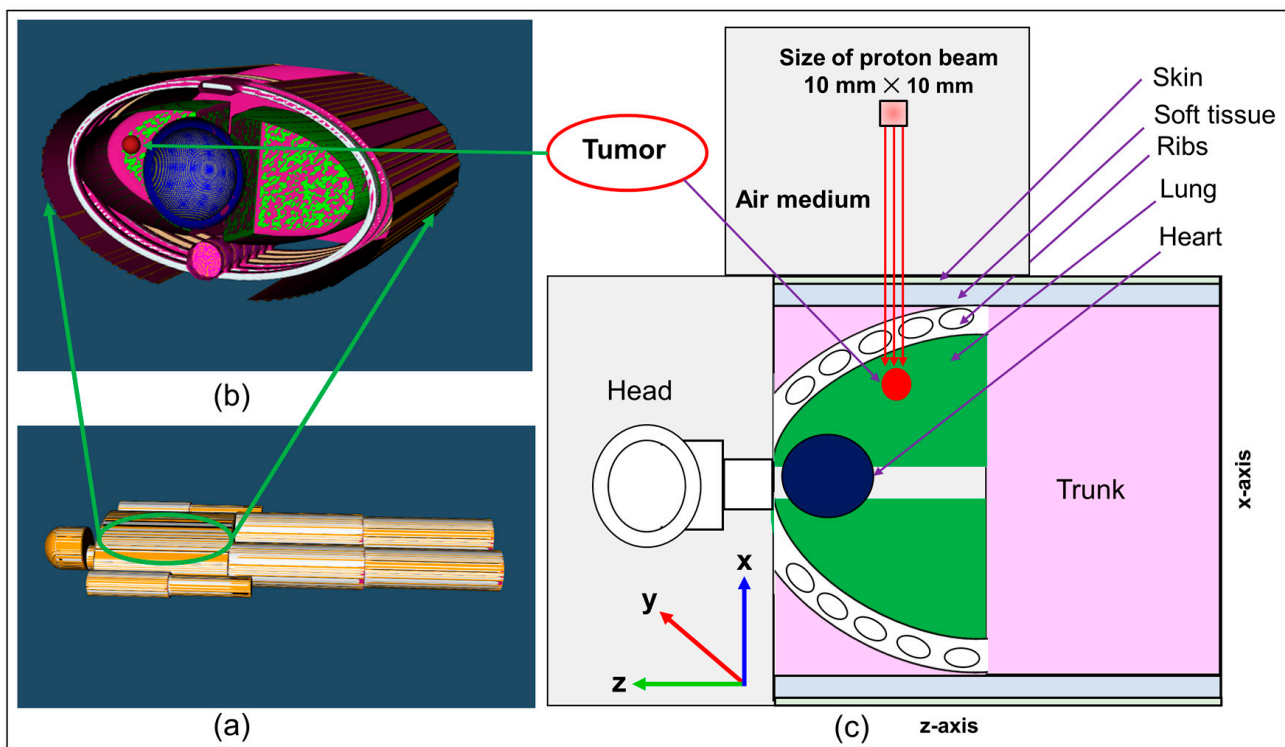 Size of proton beam
10 mm × 10 mm
Skin
Soft tissue
Ribs
Lung
Heart
Tumor
Air medium
(b)
Head
Trunk
x-axis
x
y
z
(a)
(c)
z-axis